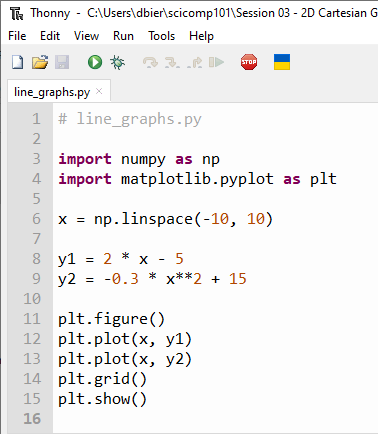 Thonny - C:\Users\dbier\scicomp101\Session 03 - 2D Cartesian G
File Edit View Run Tools Help
STOP
line_graphs.py ×
1 # line_graphs.py
2
3 import numpy as np
4 import matplotlib.pyplot as plt
5
6 x = np.linspace(-10, 10)
7
8 y1 = 2 * x - 5
9 y2 = -0.3 * x**2 + 15
10
11 plt.figure()
12 plt.plot(x, y1)
13 plt.plot(x, y2)
14 plt.grid()
15 plt.show()
16